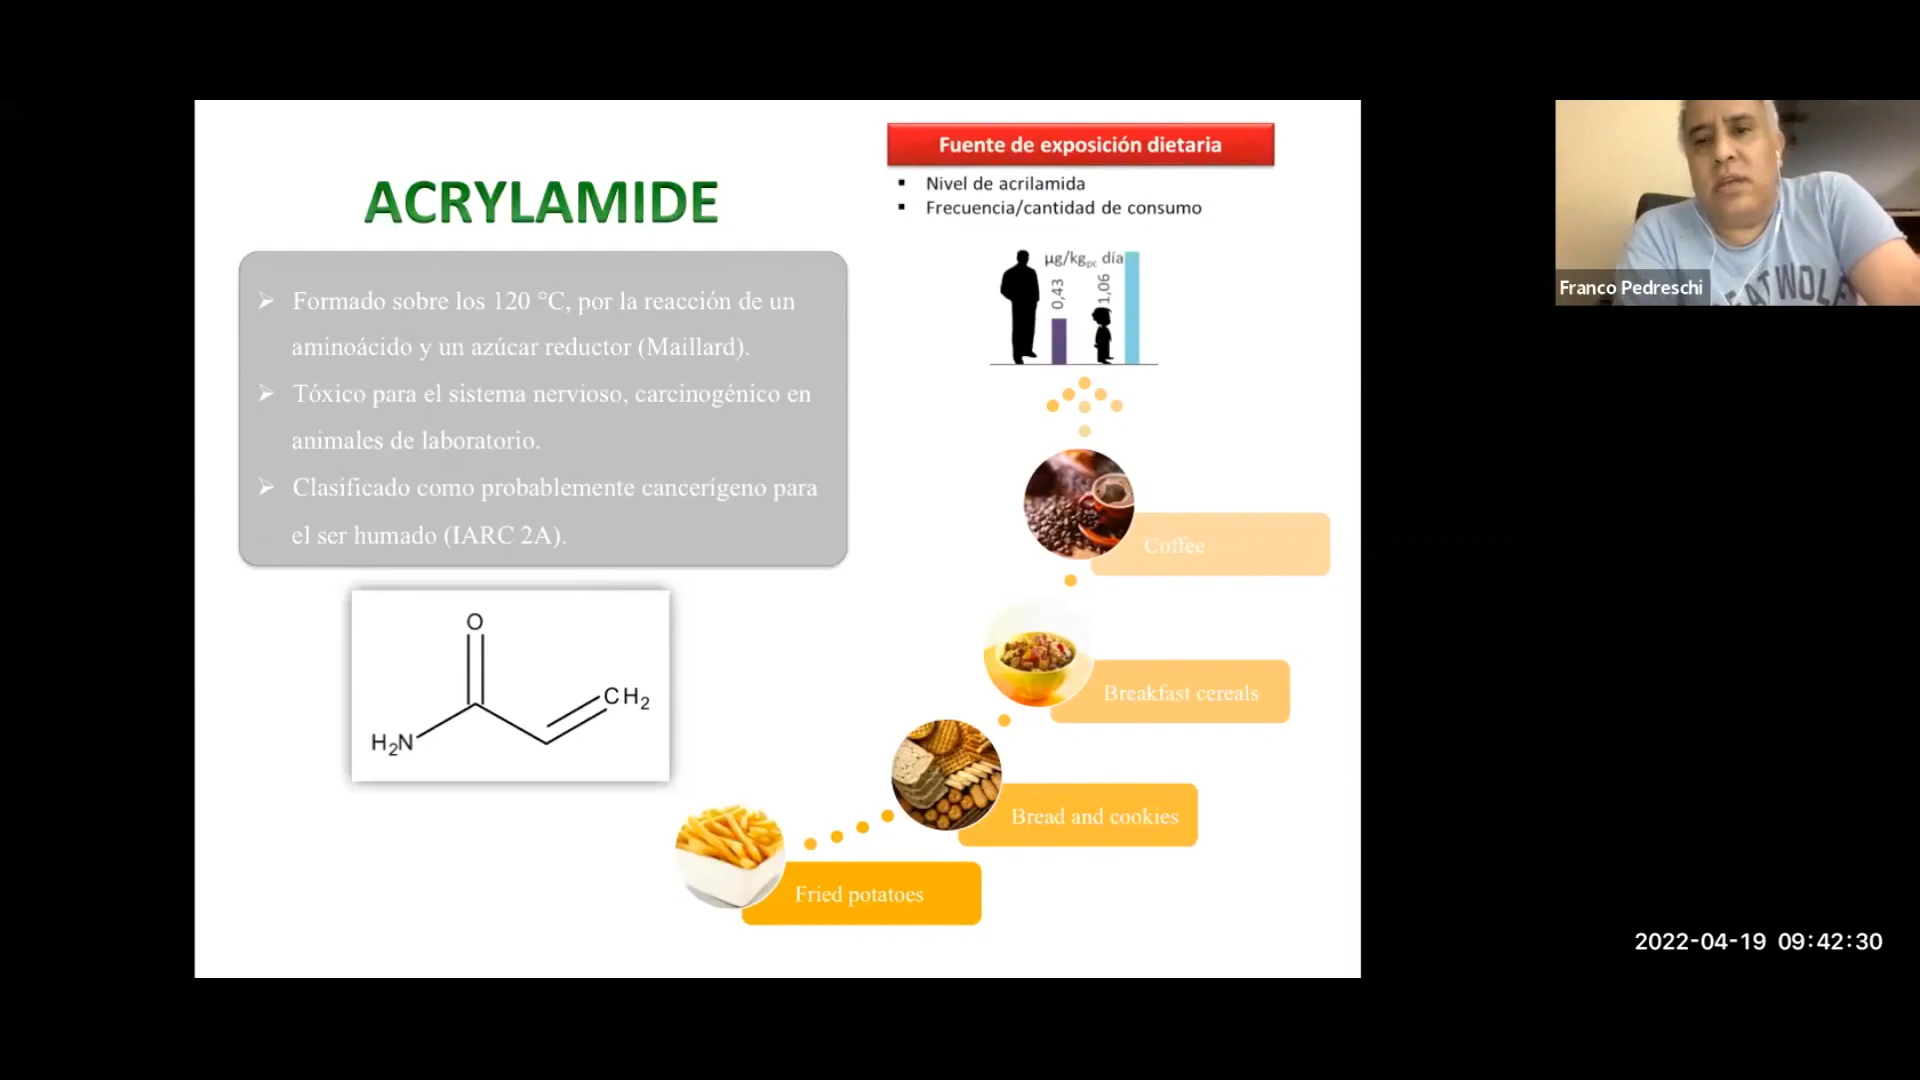 ACRYLAMIDE
➢ Formado sobre los 120 °C, por la reacción de un
aminoácido y un azúcar reductor (Maillard).
➢ Tóxico para el sistema nervioso, carcinogénico en
animales de laboratorio.
➢ Clasificado como probablemente cancerígeno para
el ser humado (IARC 2A).
O
CH2
H2N
Fuente de exposición dietaria
▪ Nivel de acrilamida
▪ Frecuencia/cantidad de consumo
µg/kgpc día
0,43
1,06
Coffee
Breakfast cereals
Bread and cookies
Fried potatoes
Franco Pedreschi
2022-04-19 09:42:30